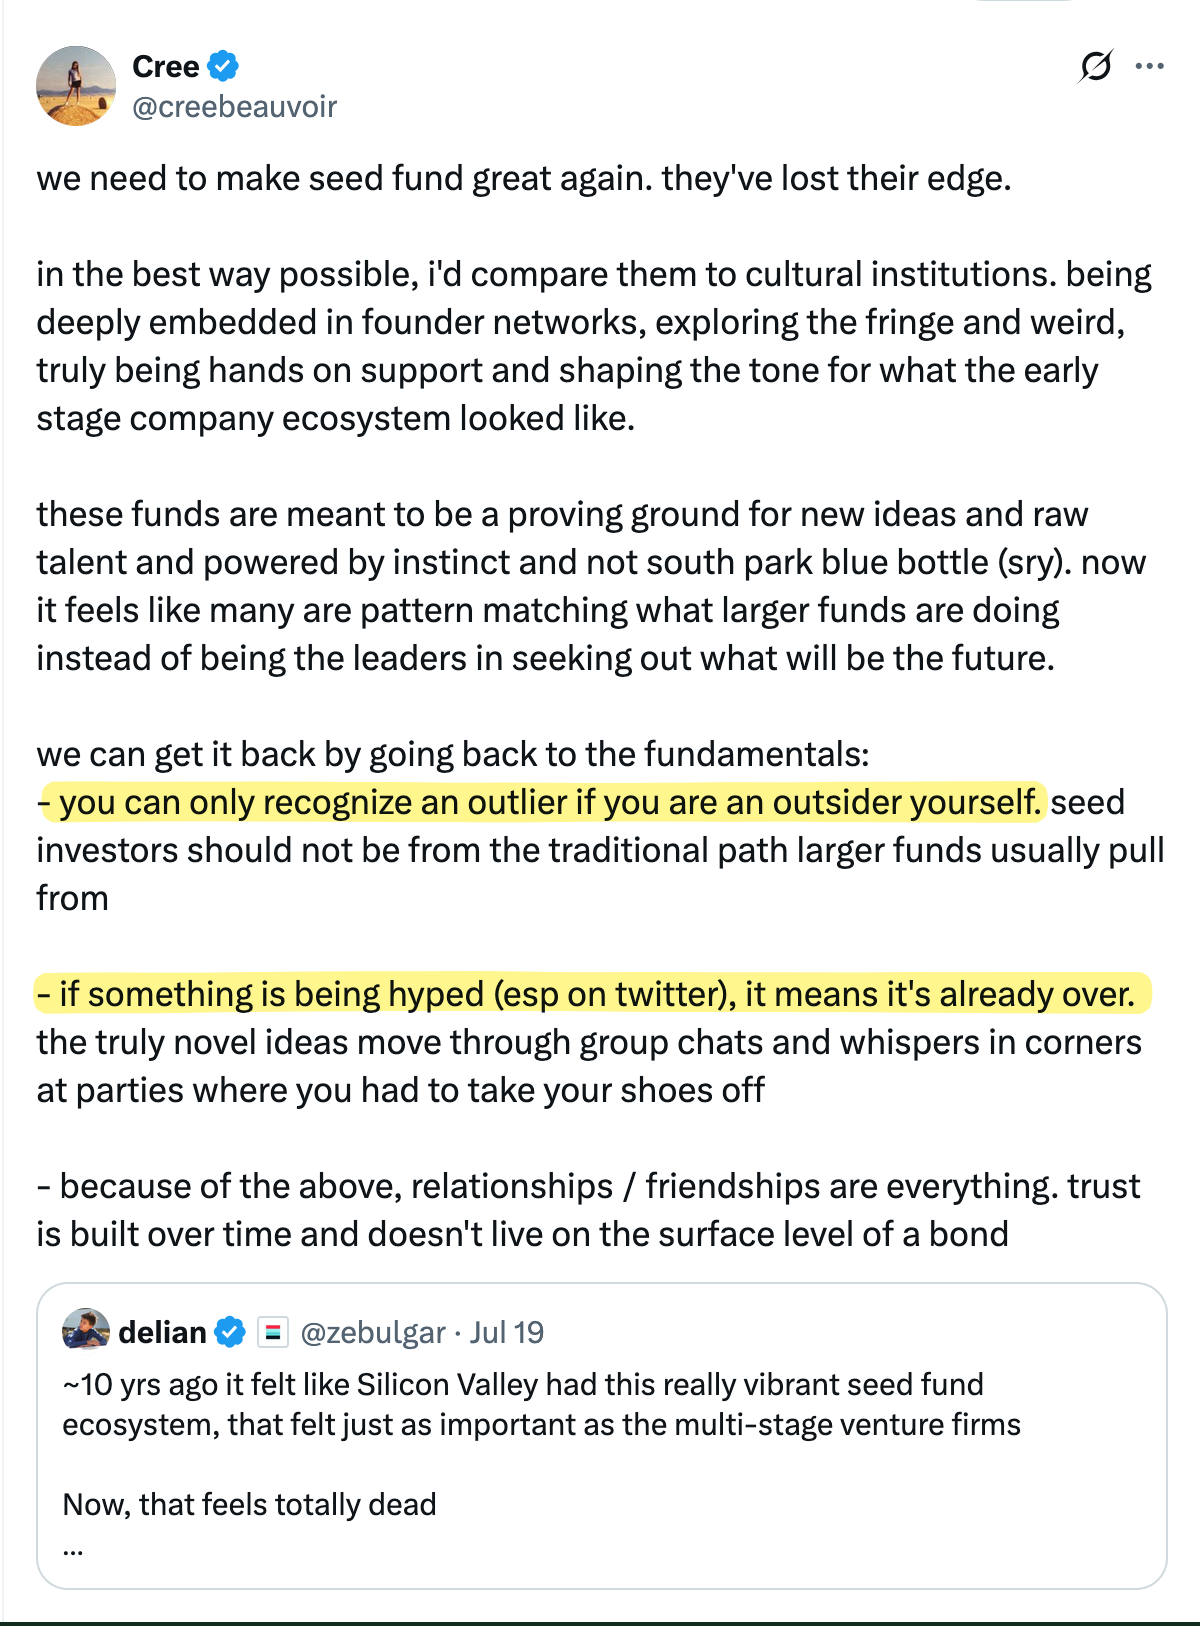 Cree
@creebeauvoir
we need to make seed fund great again. they've lost their edge.
in the best way possible, i'd compare them to cultural institutions. being
deeply embedded in founder networks, exploring the fringe and weird,
truly being hands on support and shaping the tone for what the early
stage company ecosystem looked like.
these funds are meant to be a proving ground for new ideas and raw
talent and powered by instinct and not south park blue bottle (sry). now
it feels like many are pattern matching what larger funds are doing
instead of being the leaders in seeking out what will be the future.
we can get it back by going back to the fundamentals:
- you can only recognize an outlier if you are an outsider yourself. seed
investors should not be from the traditional path larger funds usually pull
from
- if something is being hyped (esp on twitter), it means it's already over.
the truly novel ideas move through group chats and whispers in corners
at parties where you had to take your shoes off
- because of the above, relationships / friendships are everything. trust
is built over time and doesn't live on the surface level of a bond
delian @zebulgar · Jul 19
~10 yrs ago it felt like Silicon Valley had this really vibrant seed fund
ecosystem, that felt just as important as the multi-stage venture firms
Now, that feels totally dead
...